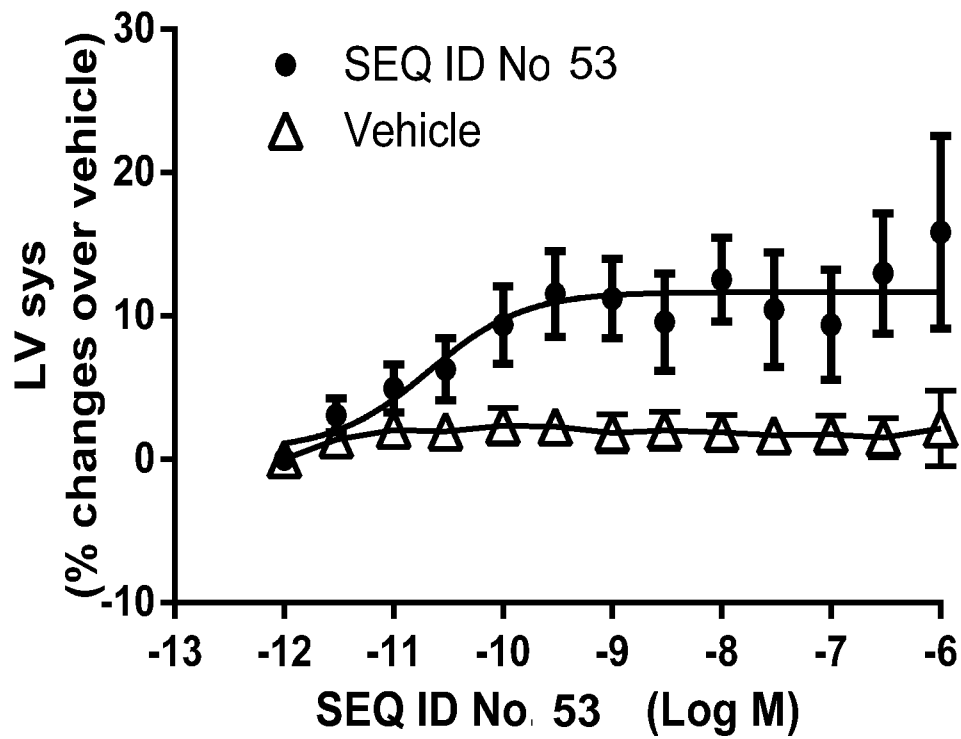 30
20
10
0
-10
LV sys
(% changes over vehicle)
SEQ ID No 53
Vehicle
-13 -12 -11 -10 -9 -8 -7 -6
SEQ ID No. 53 (Log M)